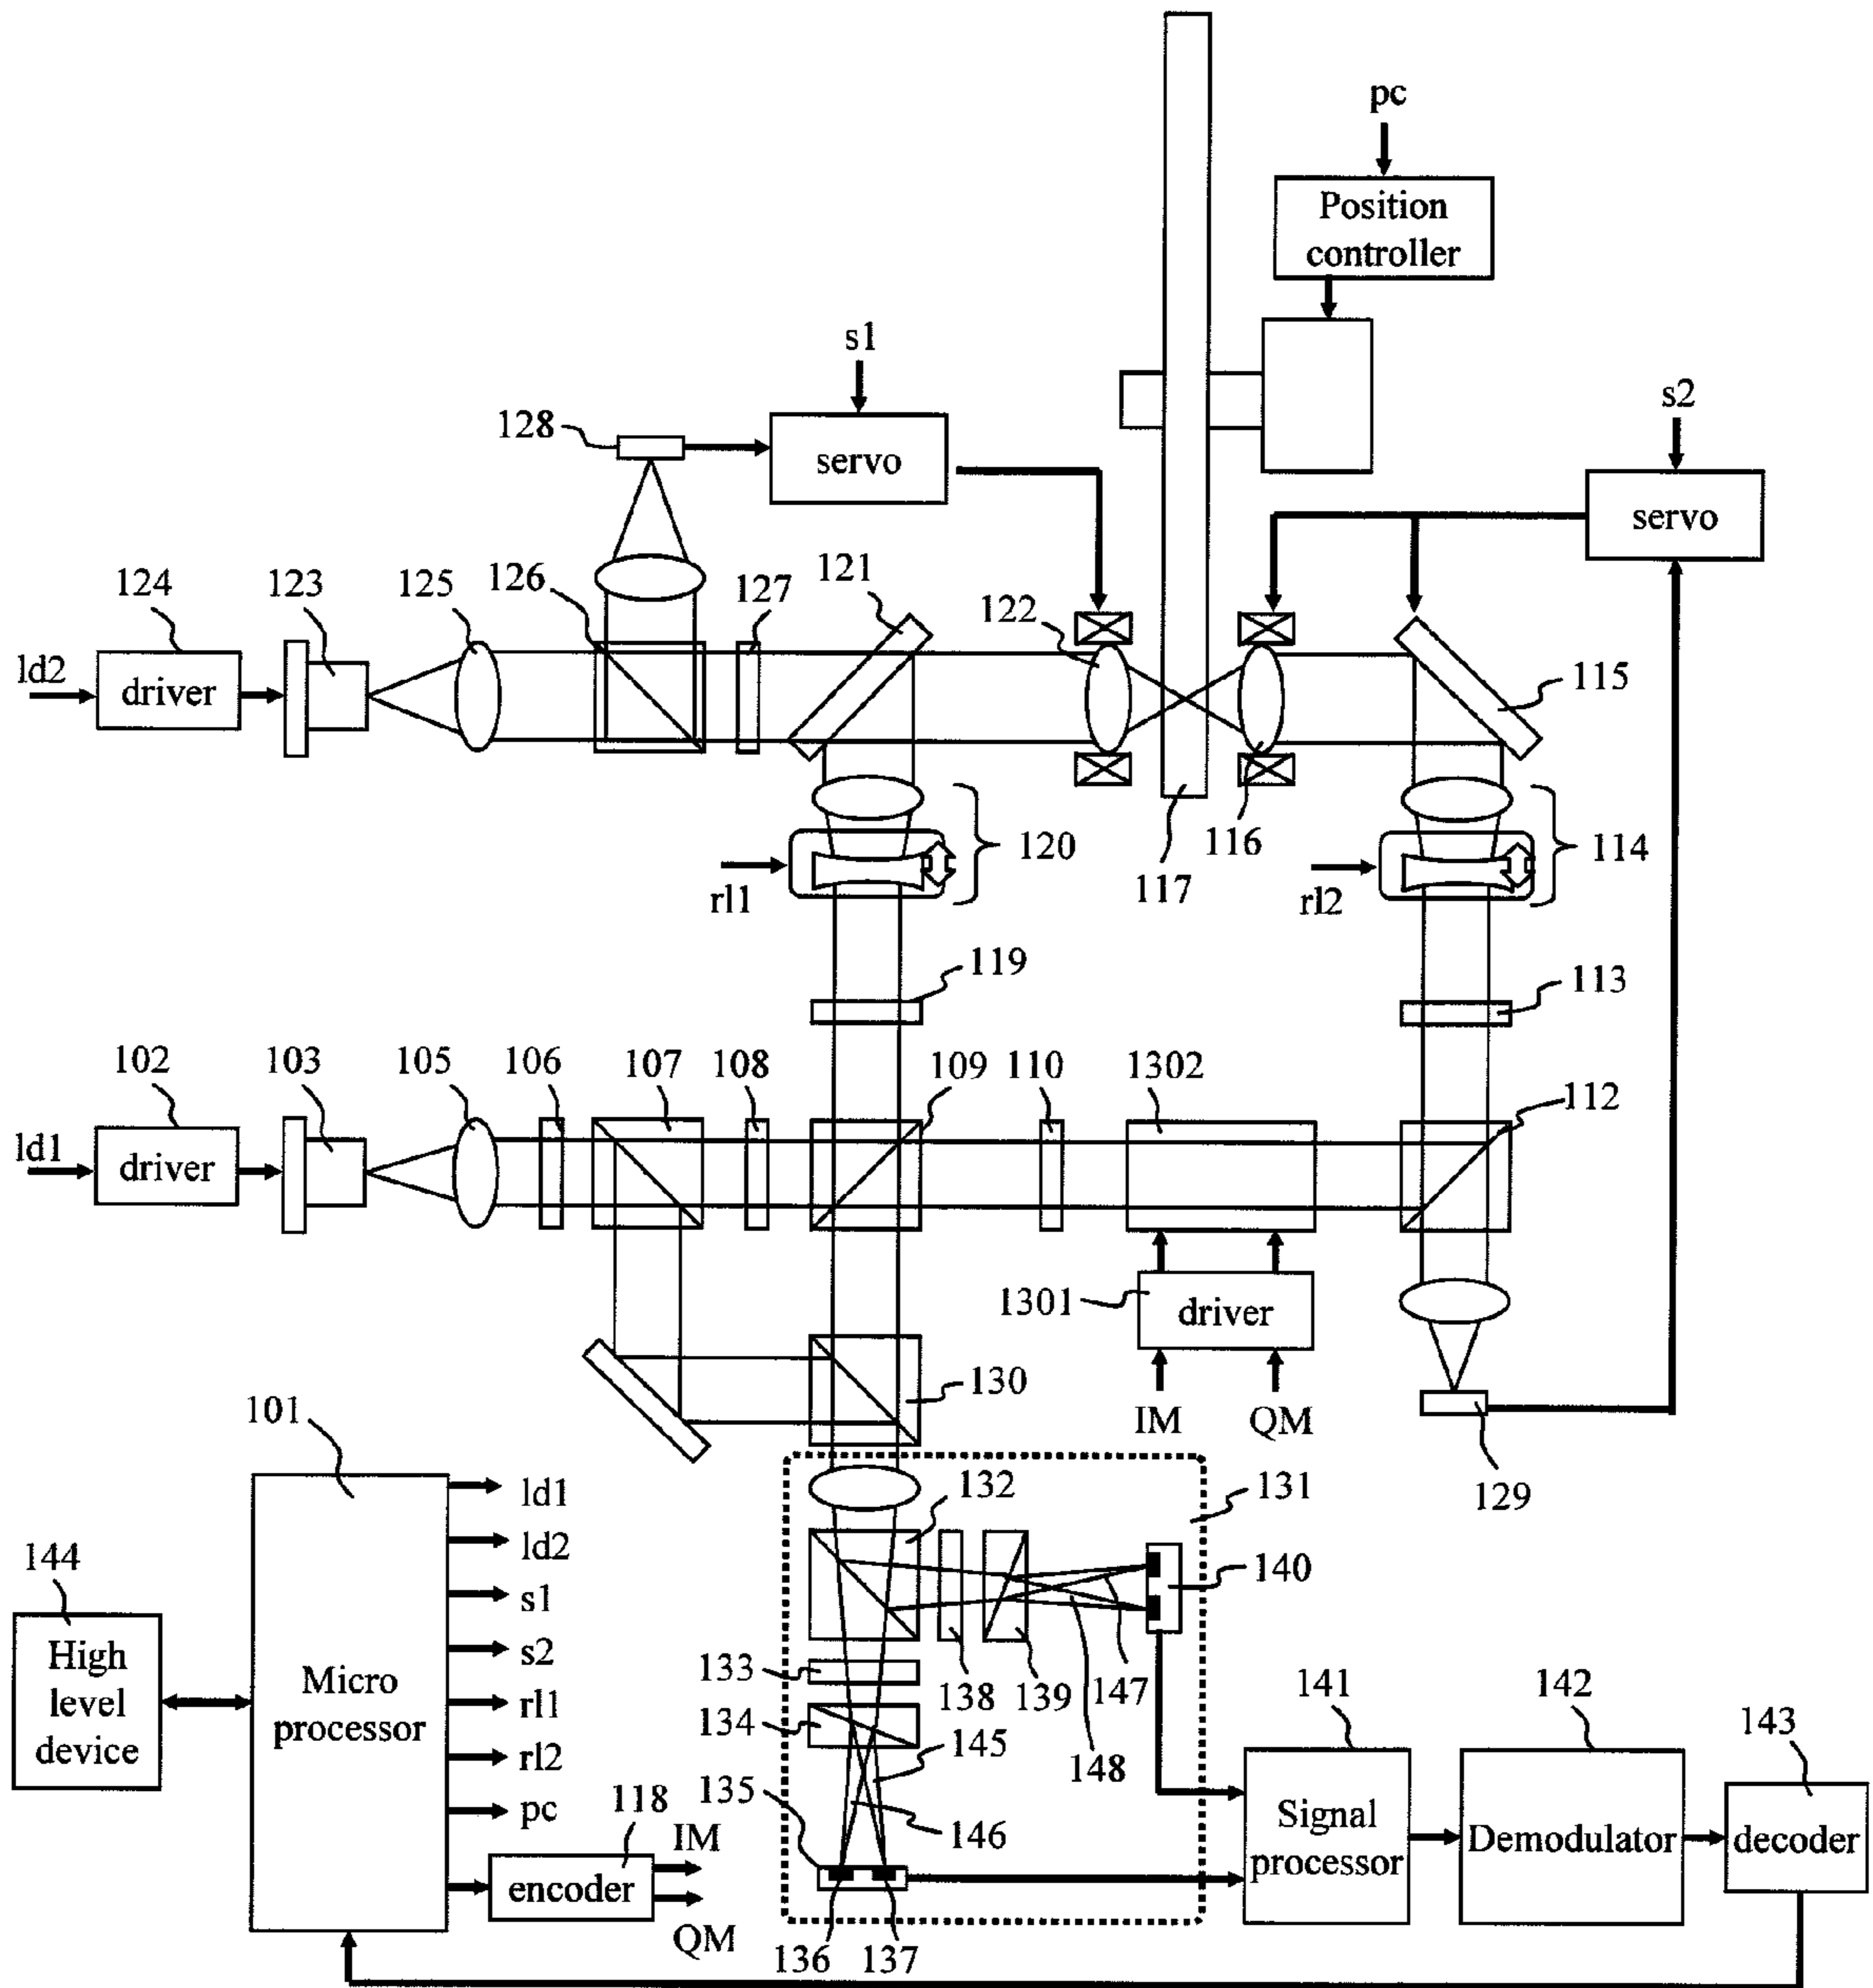 pc
Position
controller
s1
s2
128
servo
servo
124
123
125
126
127
121
122
115
ld2
driver
116
117
120
114
rl1
rl2
119
113
102
103
105
106
107
108
109
110
1302
112
ld1
driver
1301
driver
130
IM
QM
129
101
131
132
ld1
ld2
s1
s2
rl1
rl2
pc
144
High
level
device
Micro
processor
140
133
138
139
147
148
134
145
146
135
136
137
118
encoder
IM
QM
141
Signal
processor
142
Demodulator
143
decoder